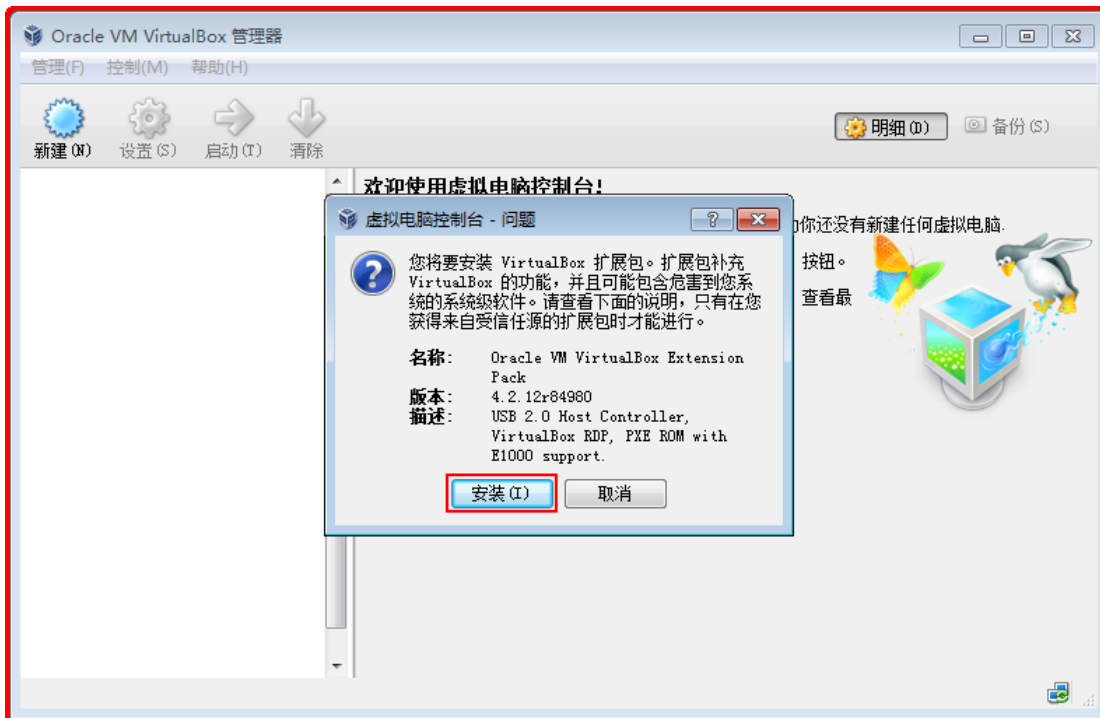 Oracle VM VirtualBox 管理器
管理(F) 控制(M) 帮助(H)
新建(N) 设置(S) 启动(T) 清除
明细(D) 备份(S)
欢迎使用虚拟电脑控制台!
你还没有新建任何虚拟电脑.
按钮。
查看最
虚拟电脑控制台 - 问题
您将要安装 VirtualBox 扩展包。扩展包补充
VirtualBox 的功能，并且可能包含危害到您系
统的系统级软件。请查看下面的说明，只有在您
获得来自受信任源的扩展包时才能进行。
名称: Oracle VM VirtualBox Extension
Pack
版本: 4.2.12r84980
描述: USB 2.0 Host Controller,
VirtualBox RDP, PXE ROM with
E1000 support.
安装(I) 取消